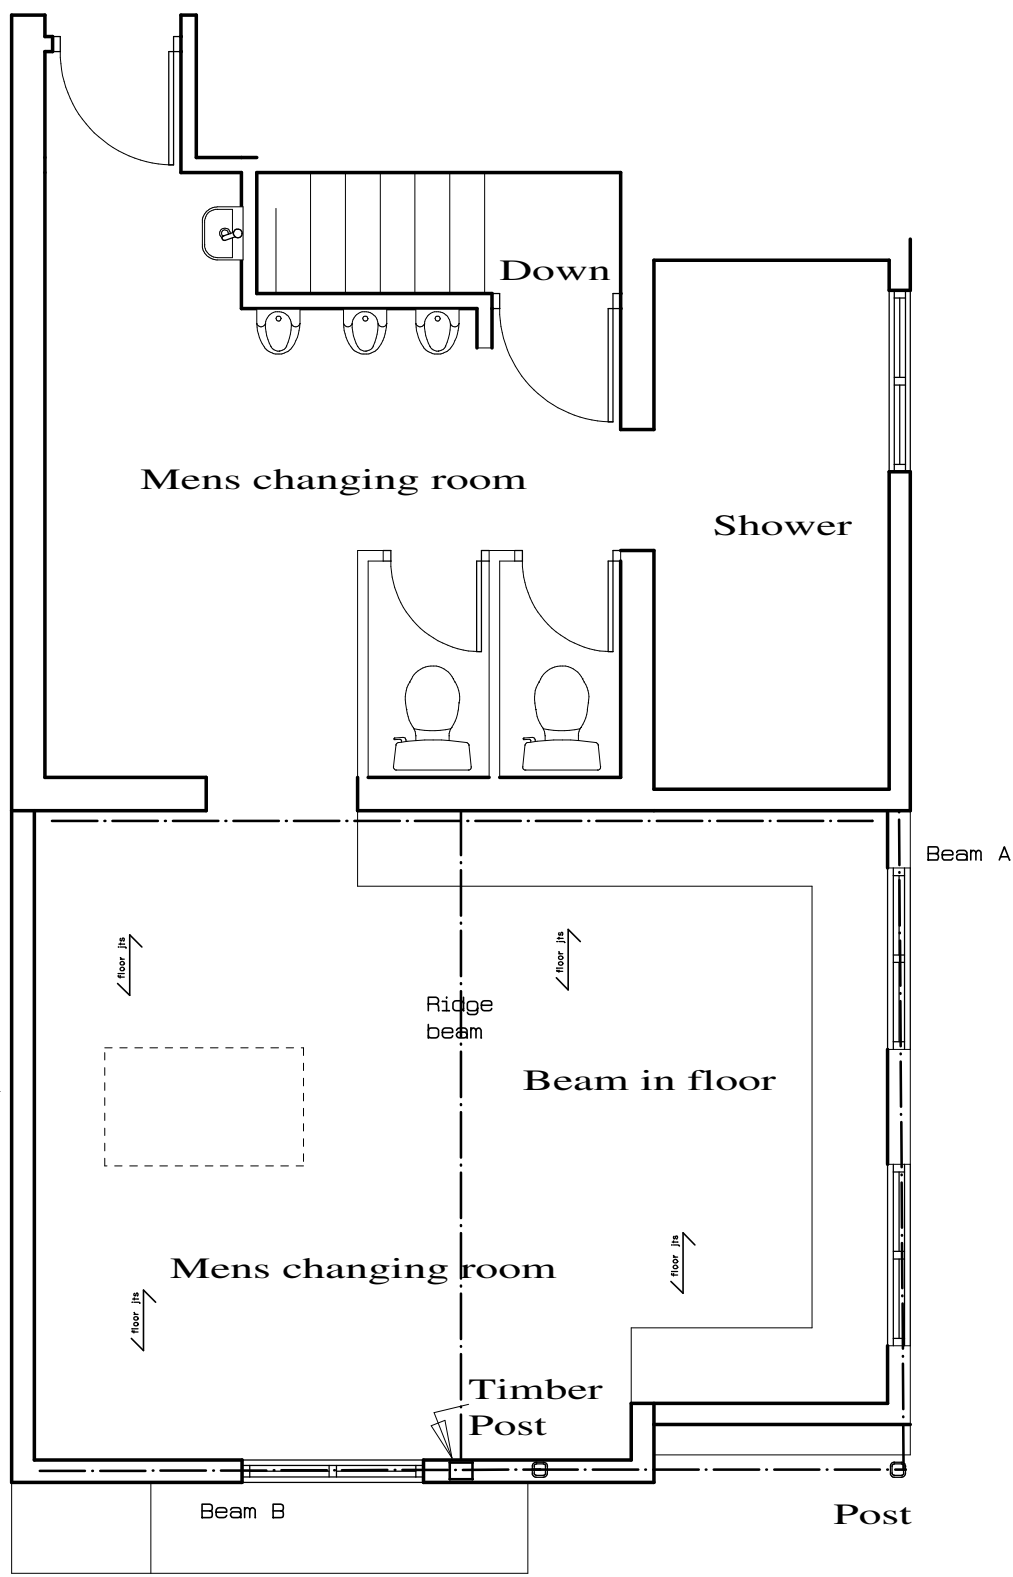 Down
Mens changing room
Shower
Beam A
floor jts
floor jts
Ridge
beam
Beam in floor
floor jts
Mens changing room
floor jts
Timber
Post
Beam B
Post